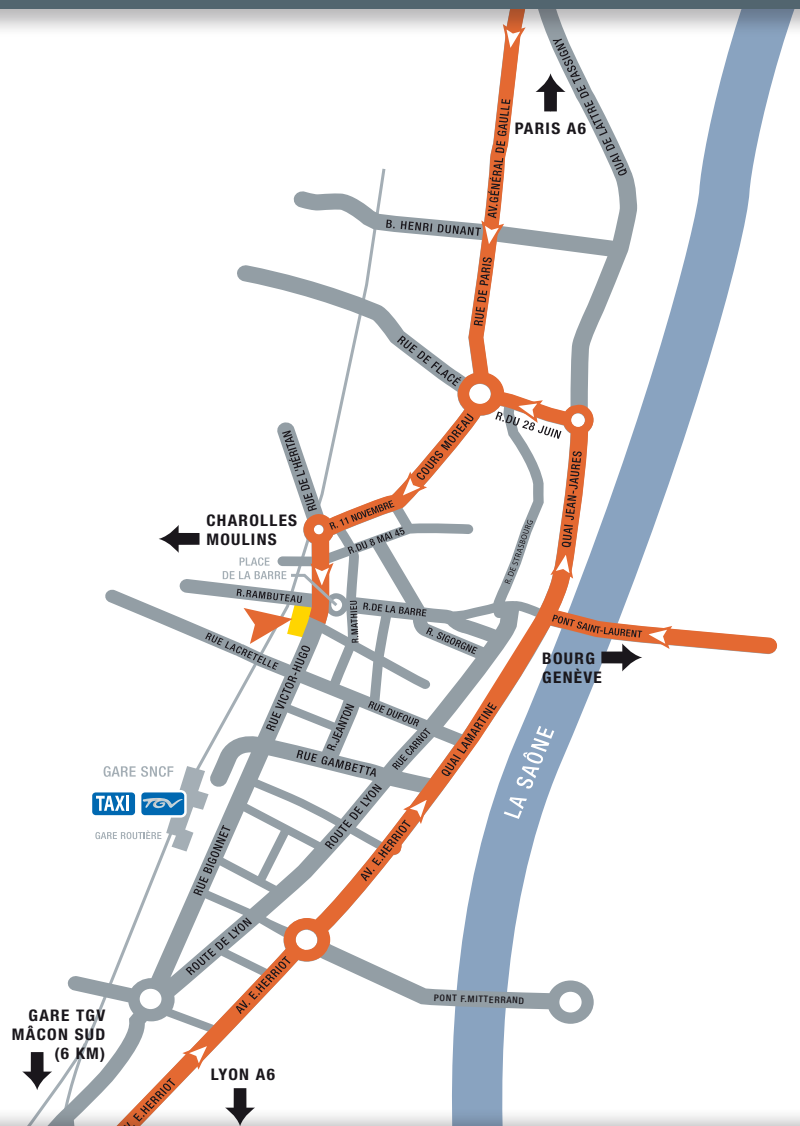 QUAI DE LATTRE DE TASSIGNY
AV.GÉNÉRAL DE GAULLE
PARIS A6
B. HENRI DUNANT
RUE DE PARIS
RUE DE FLACÉ
R.DU 28 JUIN
COURS MOREAU
RUE DE L'HÉRITAN
QUAI JEAN-JAURES
R. 11 NOVEMBRE
CHAROLLES
MOULINS
R.DU 8 MAI 45
R. DE STRASBOURG
PLACE
DE LA BARRE
R.RAMBUTEAU
R.DE LA BARRE
R.MATHIEU
PONT SAINT-LAURENT
R. SIGORGNE
RUE LACRETELLE
BOURG
GENÈVE
RUE VICTOR-HUGO
RUE DUFOUR
R.JEANTON
RUE CARNOT
QUAI LAMARTINE
RUE GAMBETTA
LA SAÔNE
GARE SNCF
TAXI
TGV
GARE ROUTIÈRE
ROUTE DE LYON
AV. E.HERRIOT
RUE BIGONNET
ROUTE DE LYON
AV. E.HERRIOT
PONT F.MITTERRAND
GARE TGV
MÂCON SUD
(6 KM)
LYON A6
AV. E.HERRIOT